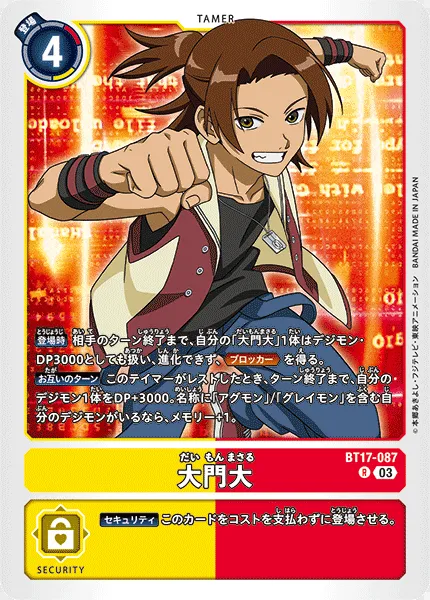 TAMER
登場
4
登場時 相手のターン終了まで、自分の「大門大」1体はデジモン・
DP3000としても扱い、進化できず、ブロッカー を得る。
お互いのターン このテイマーがレストしたとき、ターン終了まで、自分の
デジモン1体をDP+3000。名称に「アグモン」/「グレイモン」を含む自
分のデジモンがいるなら、メモリー+1。
©本郷あきよし・フジテレビ・東映アニメーション BANDAI MADE IN JAPAN
だいもんまさる
大門大
BT17-087
R 03
セキュリティ このカードをコストを支払わずに登場させる。
SECURITY